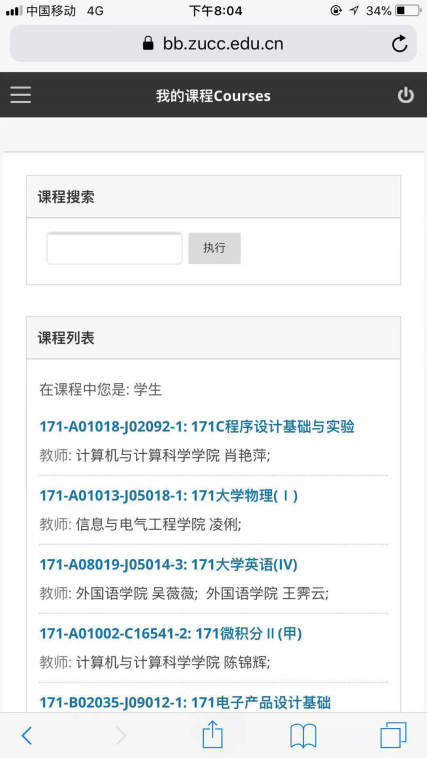 中国移动 4G 下午8:04 34%
bb.zucc.edu.cn
我的课程Courses
课程搜索
执行
课程列表
在课程中您是: 学生
171-A01018-J02092-1: 171C程序设计基础与实验
教师: 计算机与计算科学学院 肖艳萍;
171-A01013-J05018-1: 171大学物理(Ⅰ)
教师: 信息与电气工程学院 凌俐;
171-A08019-J05014-3: 171大学英语(IV)
教师: 外国语学院 吴薇薇; 外国语学院 王霁云;
171-A01002-C16541-2: 171微积分Ⅱ(甲)
教师: 计算机与计算科学学院 陈锦辉;
171-B02035-J09012-1: 171电子产品设计基础